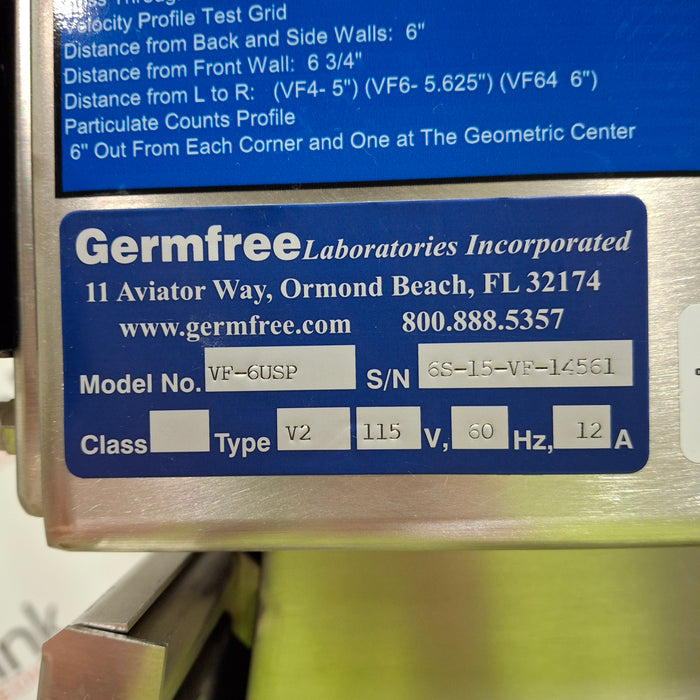 Velocity Profile Test Grid
Distance from Back and Side Walls: 6"
Distance from Front Wall: 6 3/4"
Distance from L to R: (VF4- 5") (VF6- 5.625") (VF64 6")
Particulate Counts Profile
6" Out From Each Corner and One at The Geometric Center
Germfree Laboratories Incorporated
11 Aviator Way, Ormond Beach, FL 32174
www.germfree.com 800.888.5357
Model No. VF-6USP S/N 6S-15-VF-14561
Class Type V2 115 V, 60 Hz, 12 A